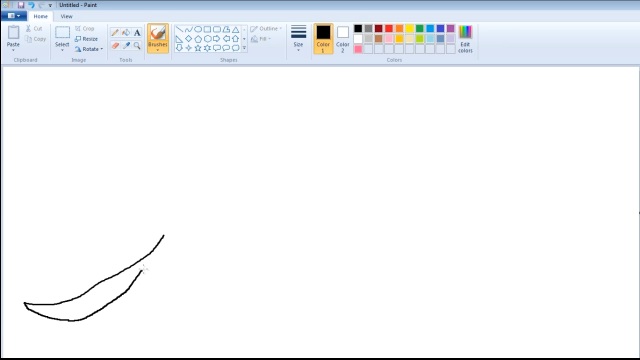 Untitled - Paint
Home View
Paste
Cut
Copy
Clipboard
Select
Crop
Resize
Rotate
Image
A
Tools
Brushes
Shapes
Outline
Fill
Size
Color 1
Color 2
Edit colors
Colors